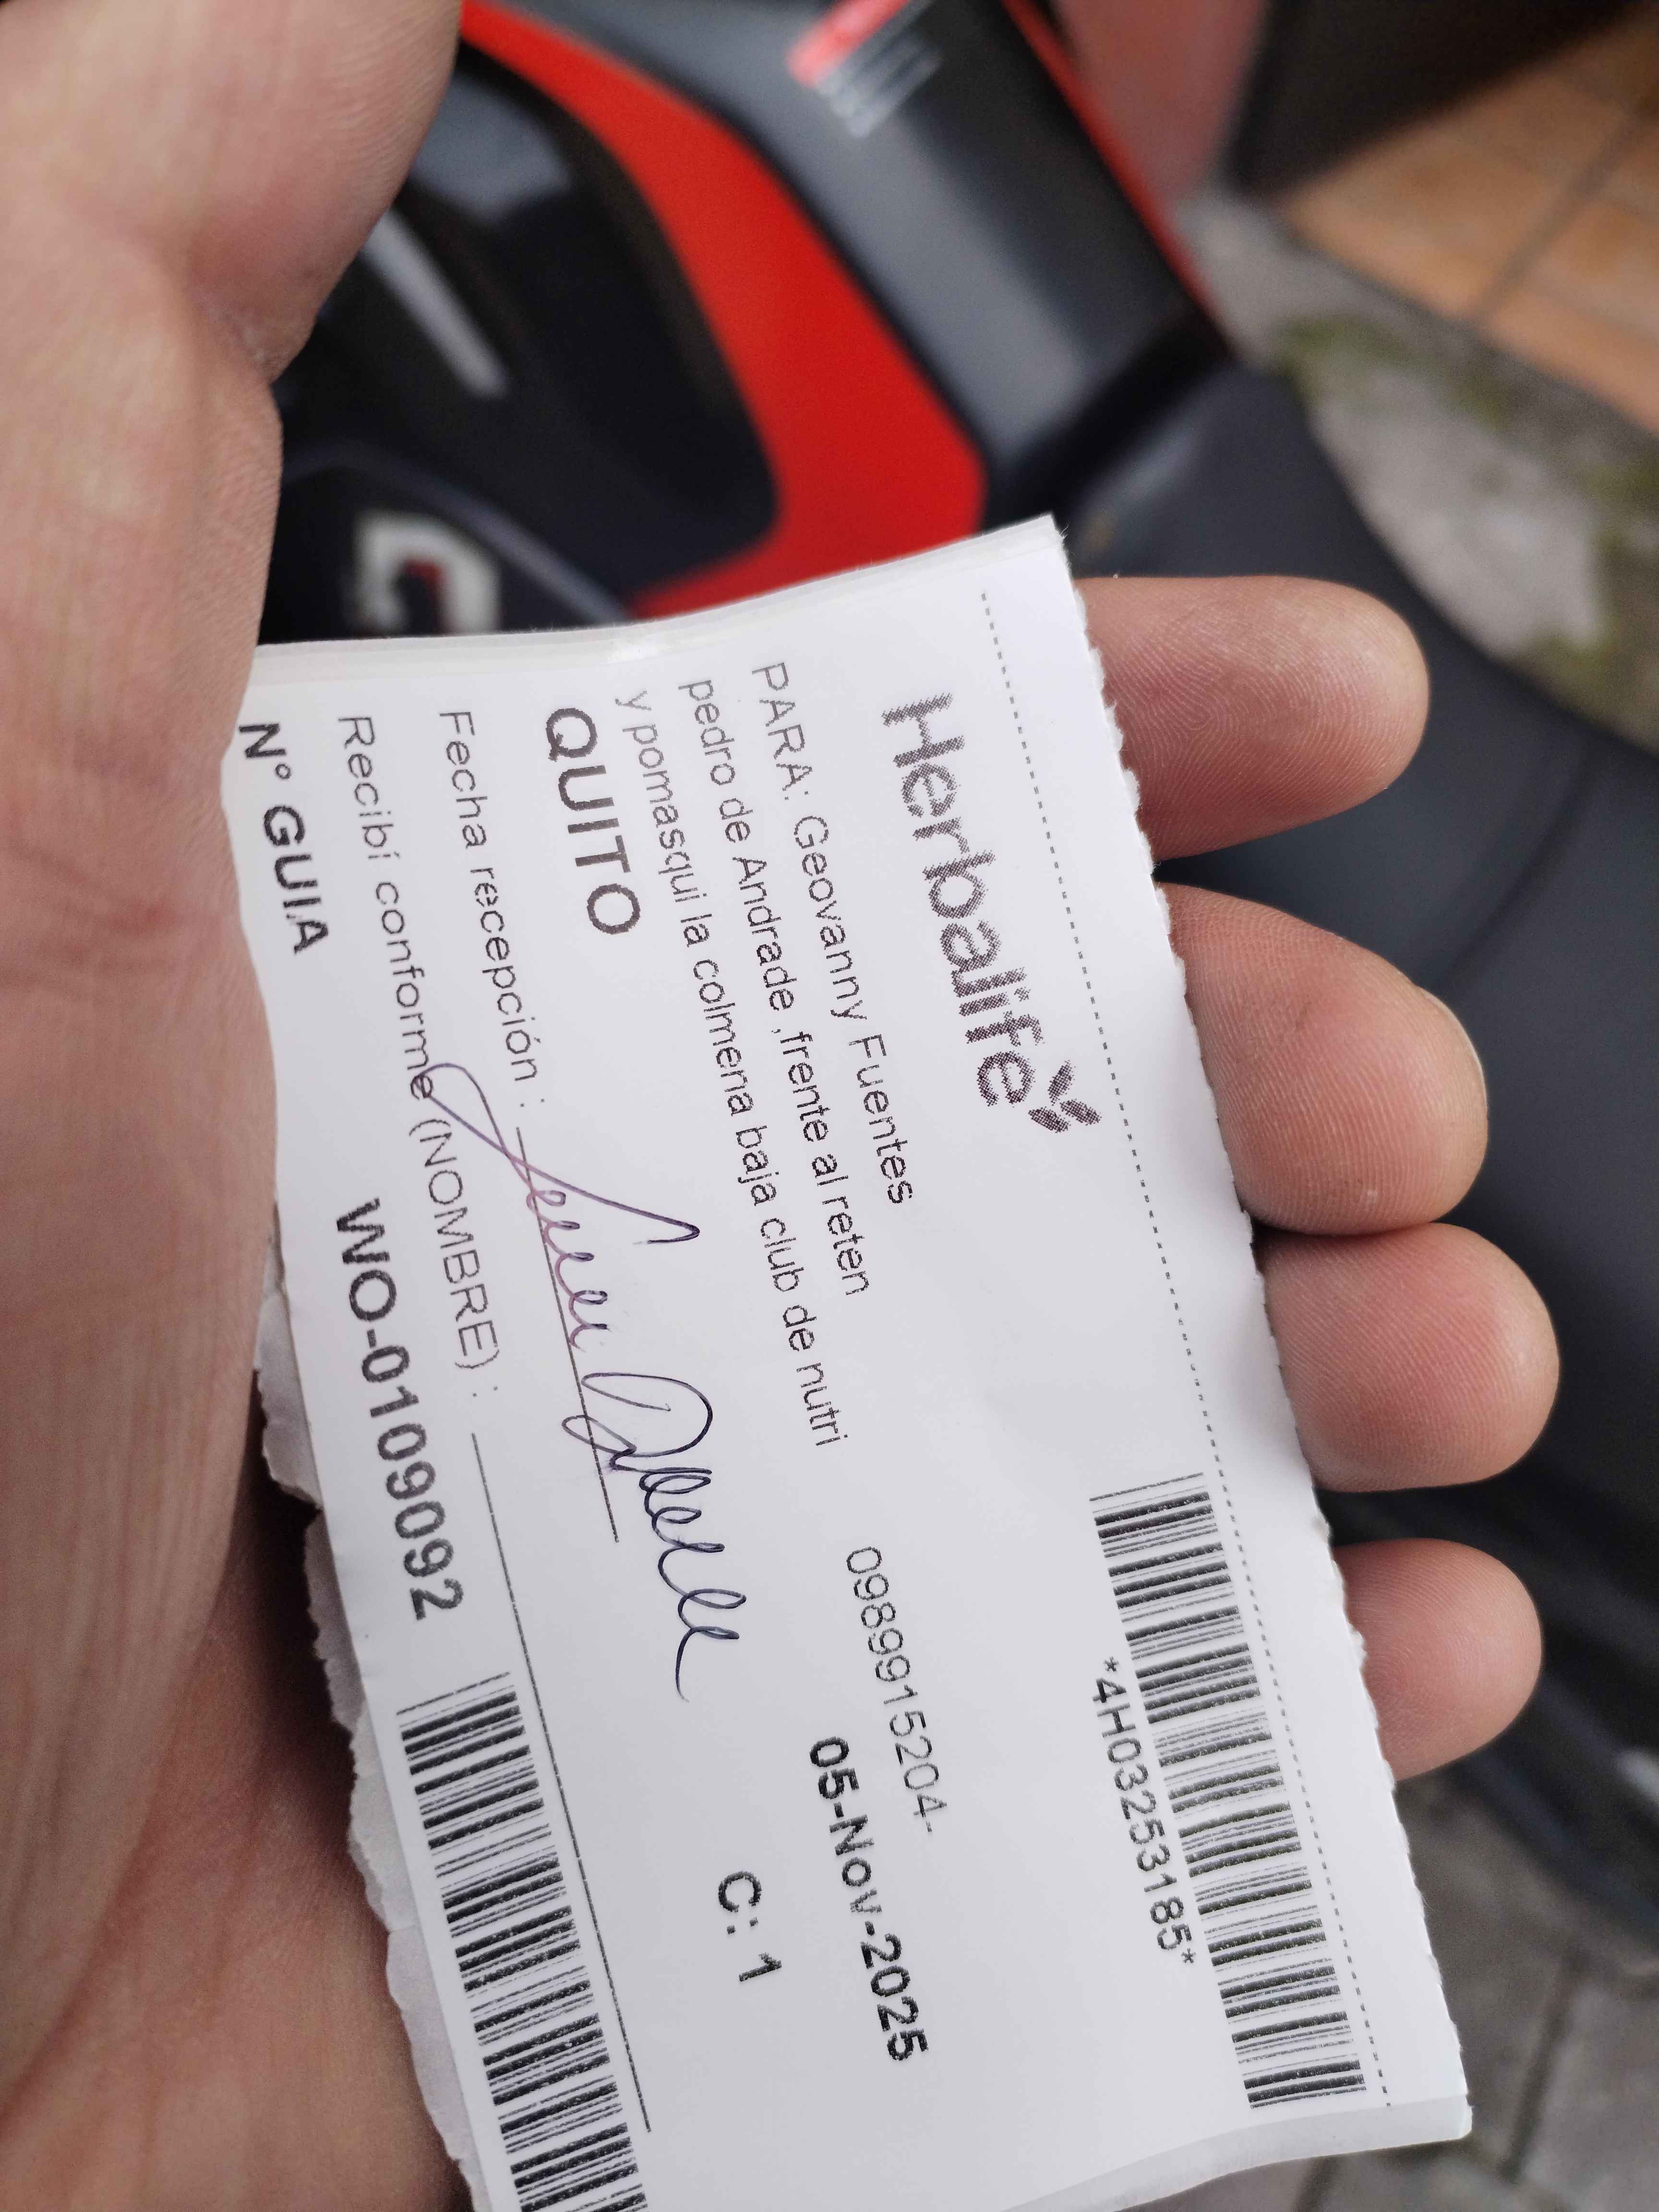 Herbalife
*4H03253185*
PARA: Geovanny Fuentes
0989915204-
pedro de Andrade ,frente al reten
05-Nov-2025
y pomasqui la colmena baja club de nutri
QUITO
C: 1
Fecha recepción :
Recibí conforme (NOMBRE) :
N° GUIA
WO-0109092